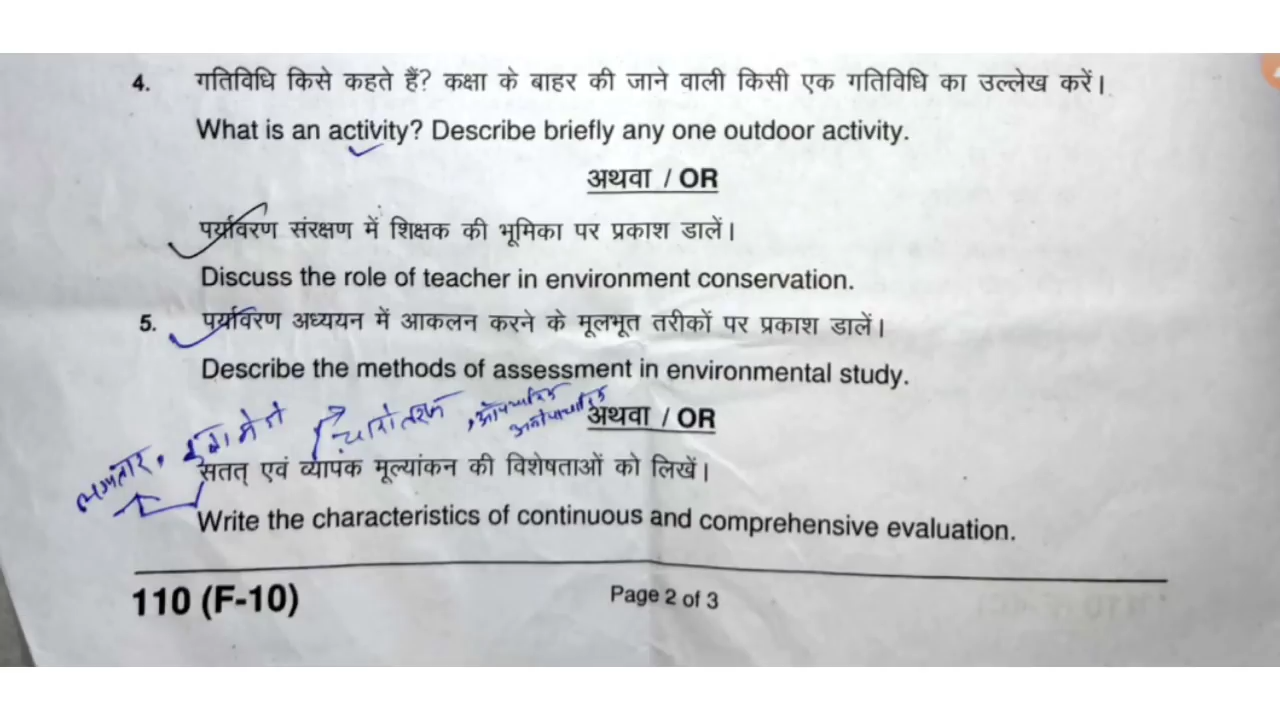 4. गतिविधि किसे कहते हैं? कक्षा के बाहर की जाने वाली किसी एक गतिविधि का उल्लेख करें।
What is an activity? Describe briefly any one outdoor activity.
अथवा / OR
पर्यावरण संरक्षण में शिक्षक की भूमिका पर प्रकाश डालें।
Discuss the role of teacher in environment conservation.
5. पर्यावरण अध्ययन में आकलन करने के मूलभूत तरीकों पर प्रकाश डालें।
Describe the methods of assessment in environmental study.
औपचारिक
अनौपचारिक
अथवा / OR
लगातार
सतत् एवं व्यापक मूल्यांकन की विशेषताओं को लिखें।
Write the characteristics of continuous and comprehensive evaluation.
110 (F-10) Page 2 of 3